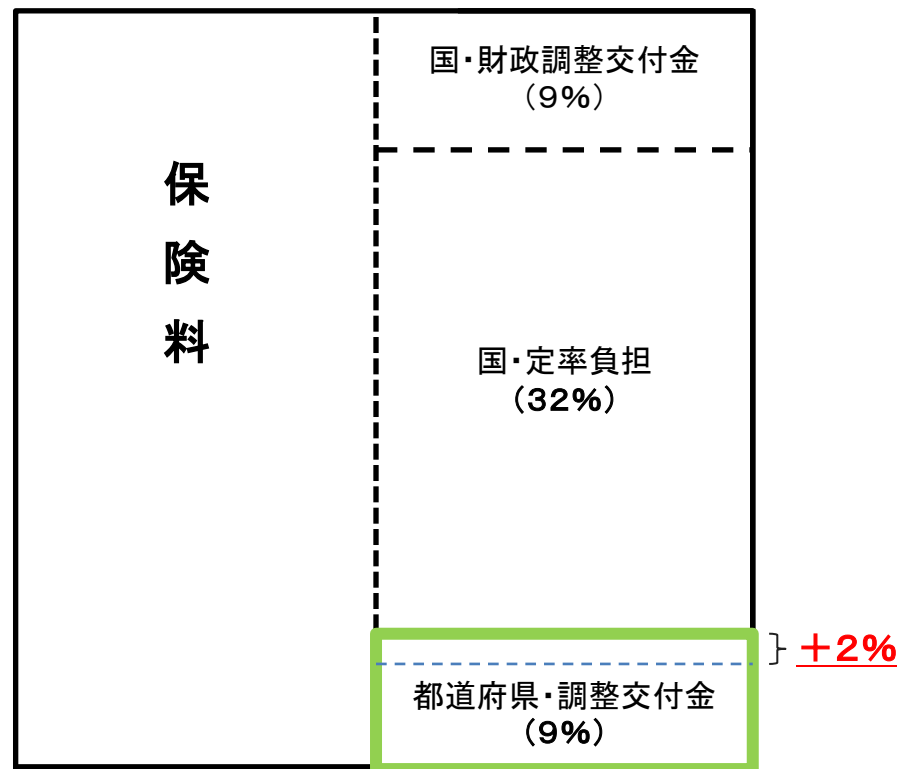 保
険
料
国・財政調整交付金
（９%）
国・定率負担
（32%）
＋2%
都道府県・調整交付金
（9%）